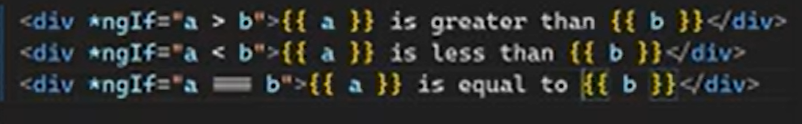 <div *ngIf="a > b">{{ a }} is greater than {{ b }}</div>
<div *ngIf="a < b">{{ a }} is less than {{ b }}</div>
<div *ngIf="a === b">{{ a }} is equal to {{ b }}</div>